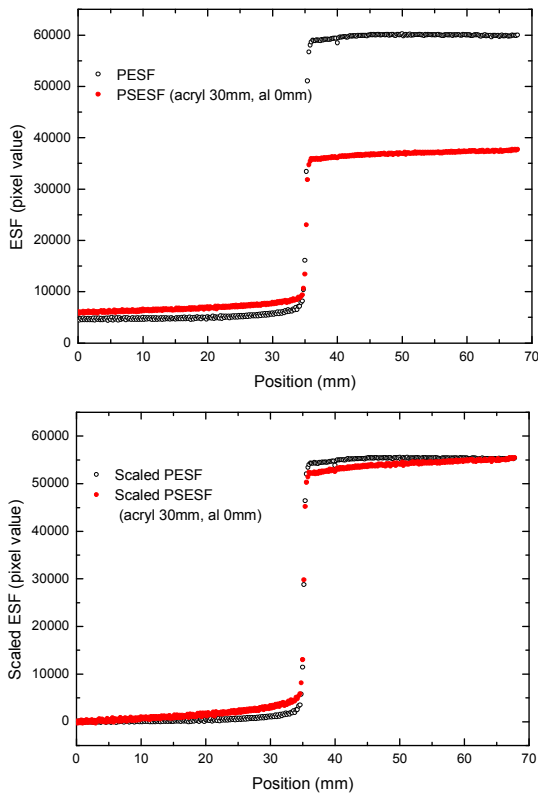 60000
50000
40000
30000
20000
10000
0
ESF (pixel value)
PESF
PSESF (acryl 30mm, al 0mm)
0 10 20 30 40 50 60 70
Position (mm)
60000
50000
40000
30000
20000
10000
0
Scaled ESF (pixel value)
Scaled PESF
Scaled PSESF
(acryl 30mm, al 0mm)
0 10 20 30 40 50 60 70
Position (mm)